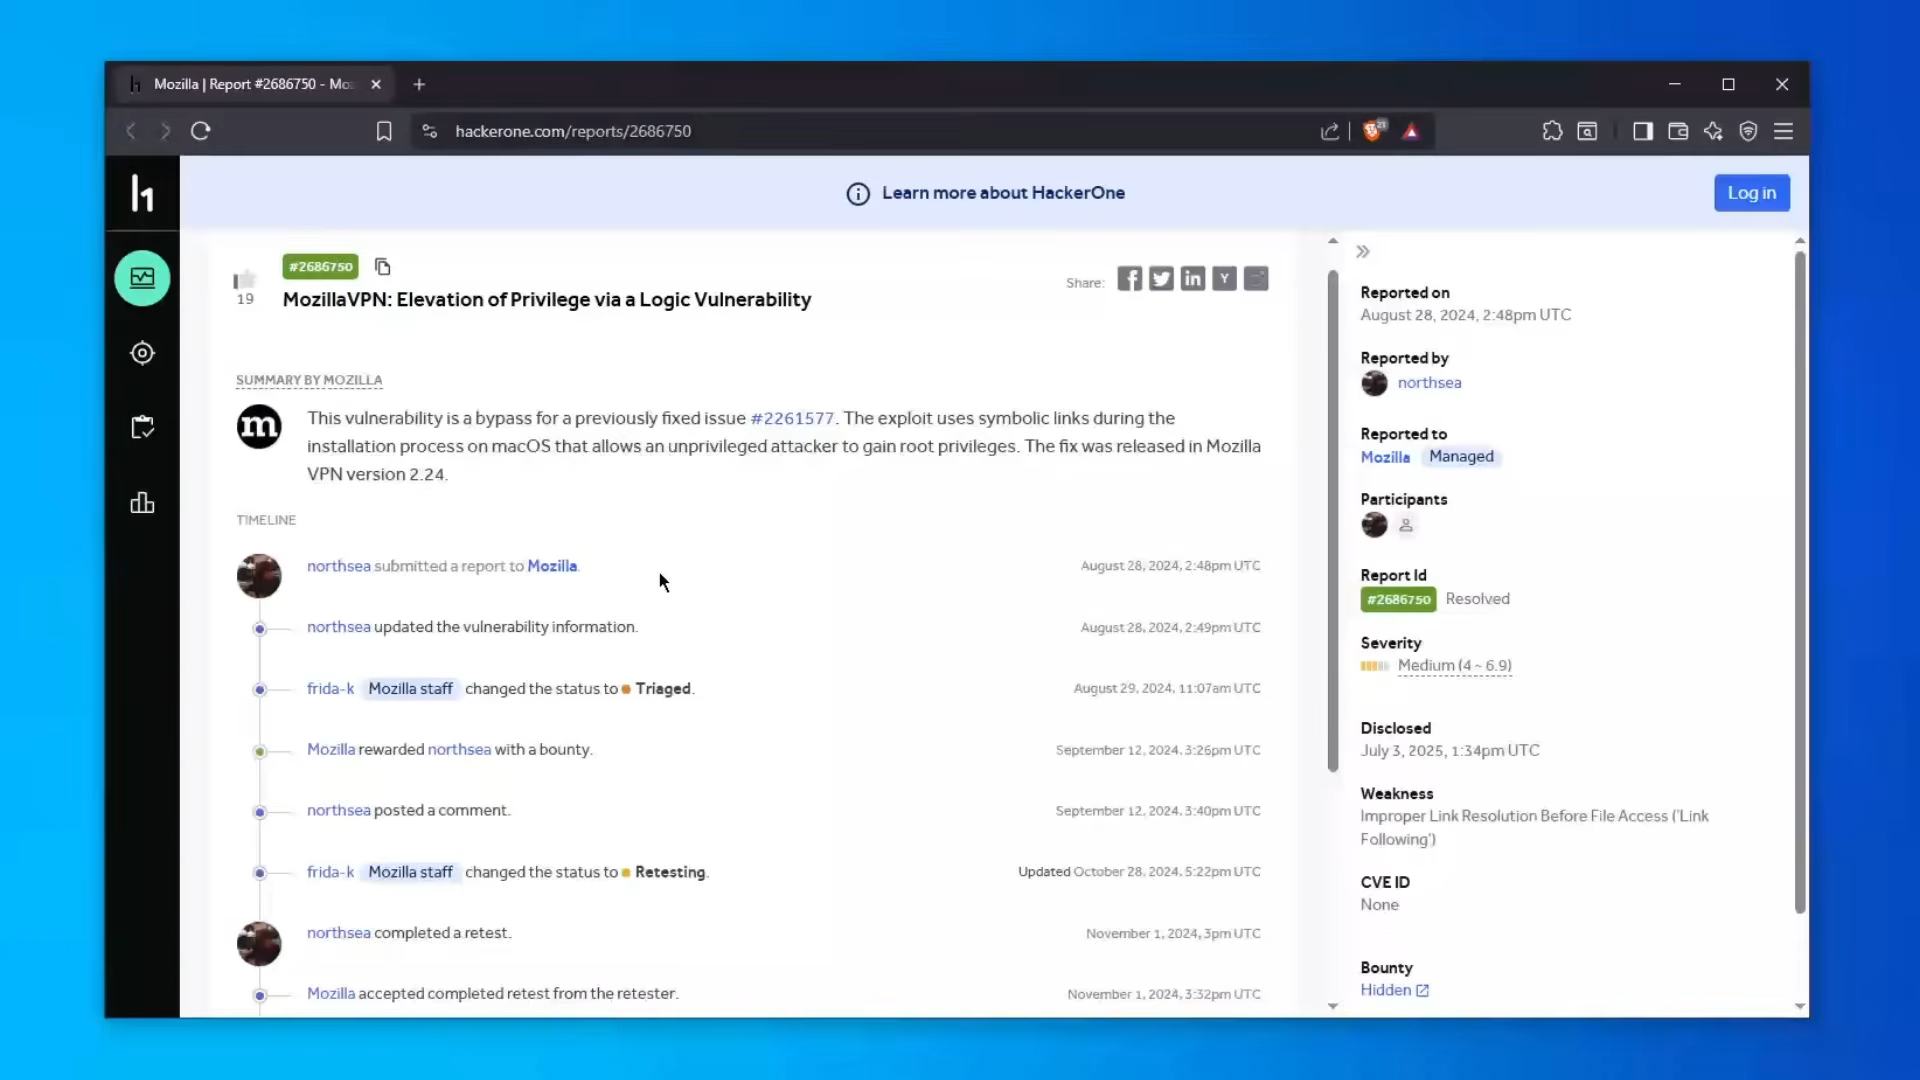 Mozilla | Report #2686750 - Mo
hackerone.com/reports/2686750
21
h1
Learn more about HackerOne
Log in
19
#2686750
MozillaVPN: Elevation of Privilege via a Logic Vulnerability
Share:
SUMMARY BY MOZILLA
m
This vulnerability is a bypass for a previously fixed issue #2261577. The exploit uses symbolic links during the
installation process on macOS that allows an unprivileged attacker to gain root privileges. The fix was released in Mozilla
VPN version 2.24.
TIMELINE
northsea submitted a report to Mozilla. August 28, 2024, 2:48pm UTC
northsea updated the vulnerability information. August 28, 2024, 2:49pm UTC
frida-k Mozilla staff changed the status to Triaged. August 29, 2024, 11:07am UTC
Mozilla rewarded northsea with a bounty. September 12, 2024, 3:26pm UTC
northsea posted a comment. September 12, 2024, 3:40pm UTC
frida-k Mozilla staff changed the status to Retesting. Updated October 28, 2024, 5:22pm UTC
northsea completed a retest. November 1, 2024, 3pm UTC
Mozilla accepted completed retest from the retester. November 1, 2024, 3:32pm UTC
Reported on
August 28, 2024, 2:48pm UTC
Reported by
northsea
Reported to
Mozilla Managed
Participants
Report Id
#2686750 Resolved
Severity
Medium (4 ~ 6.9)
Disclosed
July 3, 2025, 1:34pm UTC
Weakness
Improper Link Resolution Before File Access ('Link
Following')
CVE ID
None
Bounty
Hidden